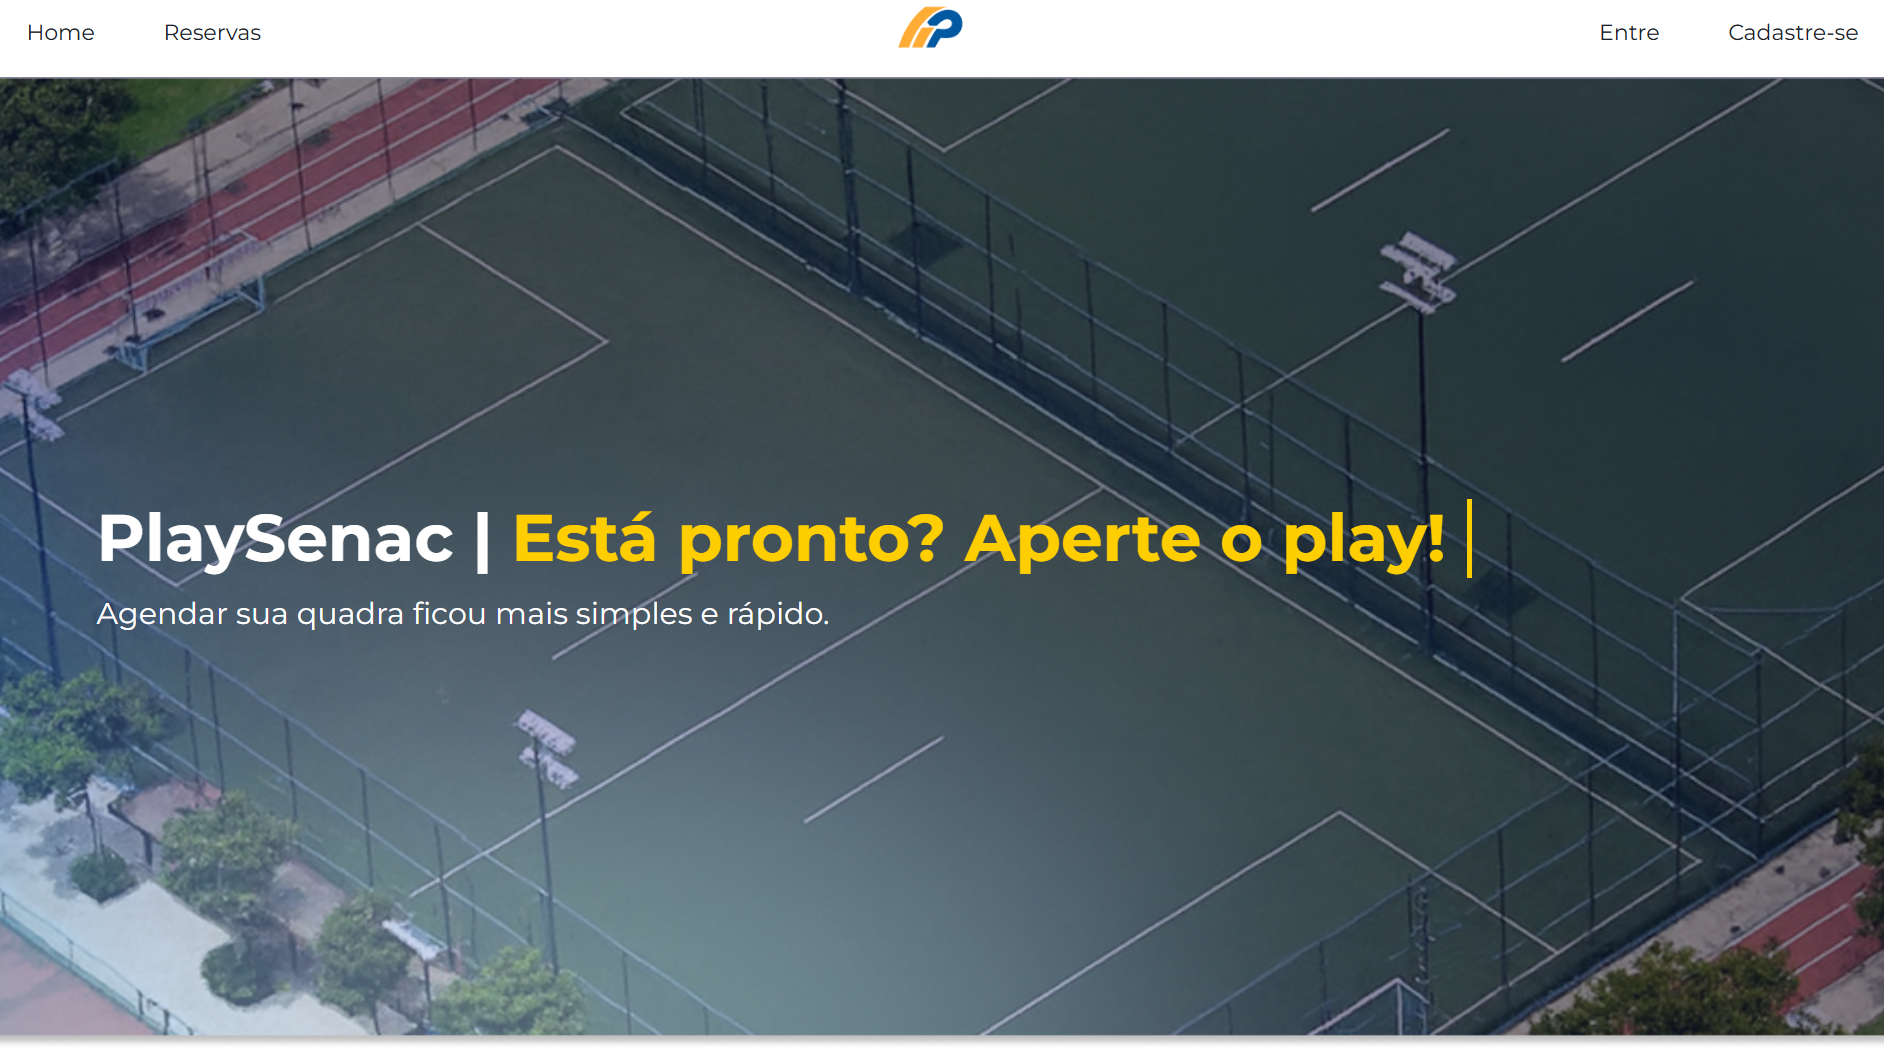 Home Reservas Entre Cadastre-se
PlaySenac | Está pronto? Aperte o play!
Agendar sua quadra ficou mais simples e rápido.